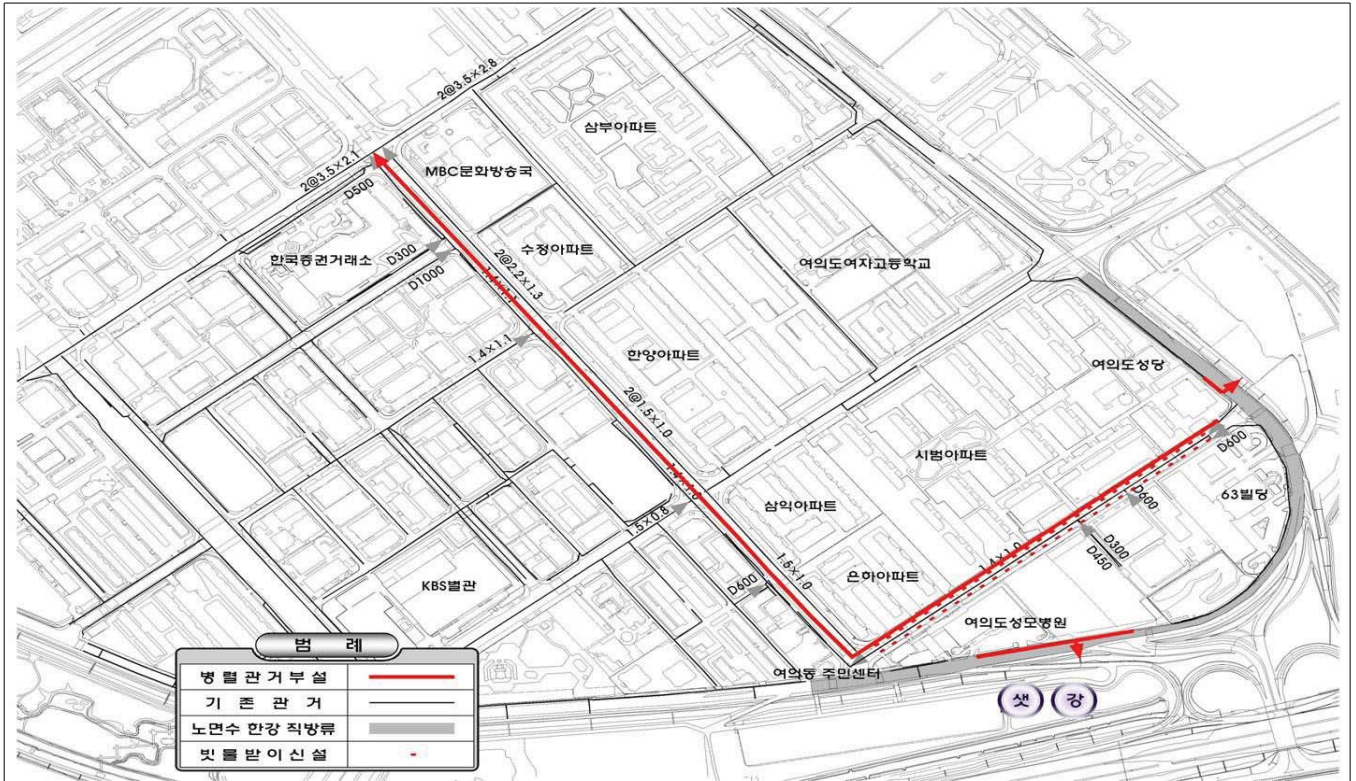 2@3.5×2.8
삼부아파트
MBC문화방송국
2@3.5×2.1
D500
한국증권거래소
D300
D1000
수정아파트
2@2.2×1.3
여의도여자고등학교
1.4×1.1
한양아파트
여의도성당
2@1.5×1.0
시범아파트
D600
63빌딩
1.4×1.0
D600
삼익아파트
1.5×0.8
D300
D450
1.4×1.0
1.5×1.0
은하아파트
KBS별관
D600
여의도성모병원
여의동 주민센터
샛 강
범 례
병 렬 관 거 부 설
기 존 관 거
노면수 한강 직방류
빗 물 받 이 신 설